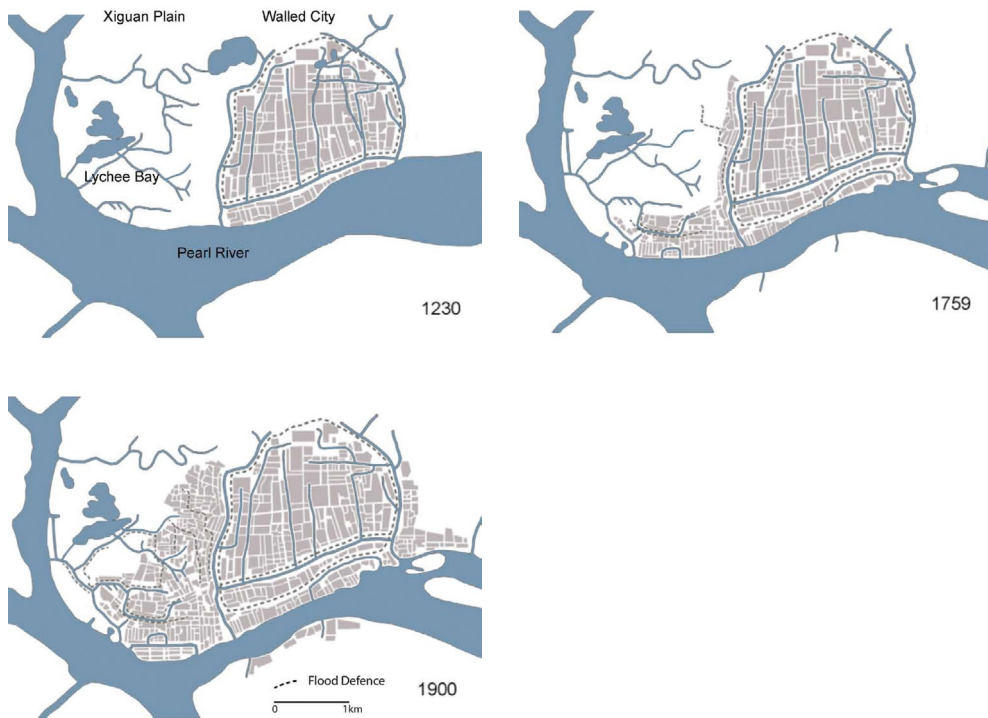 Xiguan Plain
Walled City
Lychee Bay
Pearl River
1230
1759
Flood Defence
0 1km
1900